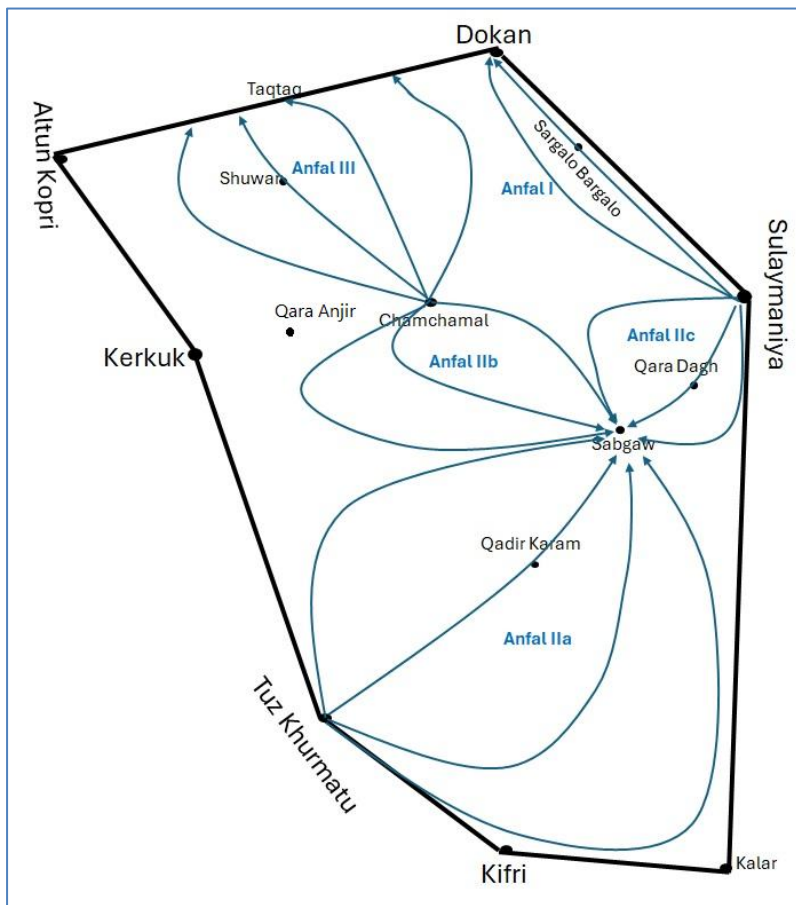 Dokan
Taqtaq
Altun Kopri
Sargalo Bargalo
Anfal III
Shuwan
Anfal I
Sulaymaniya
Qara Anjir
Chamchamal
Anfal IIc
Kerkuk
Anfal IIb
Qara Dagh
Sabgaw
Qadir Karam
Anfal IIa
Tuz Khurmatu
Kifri
Kalar